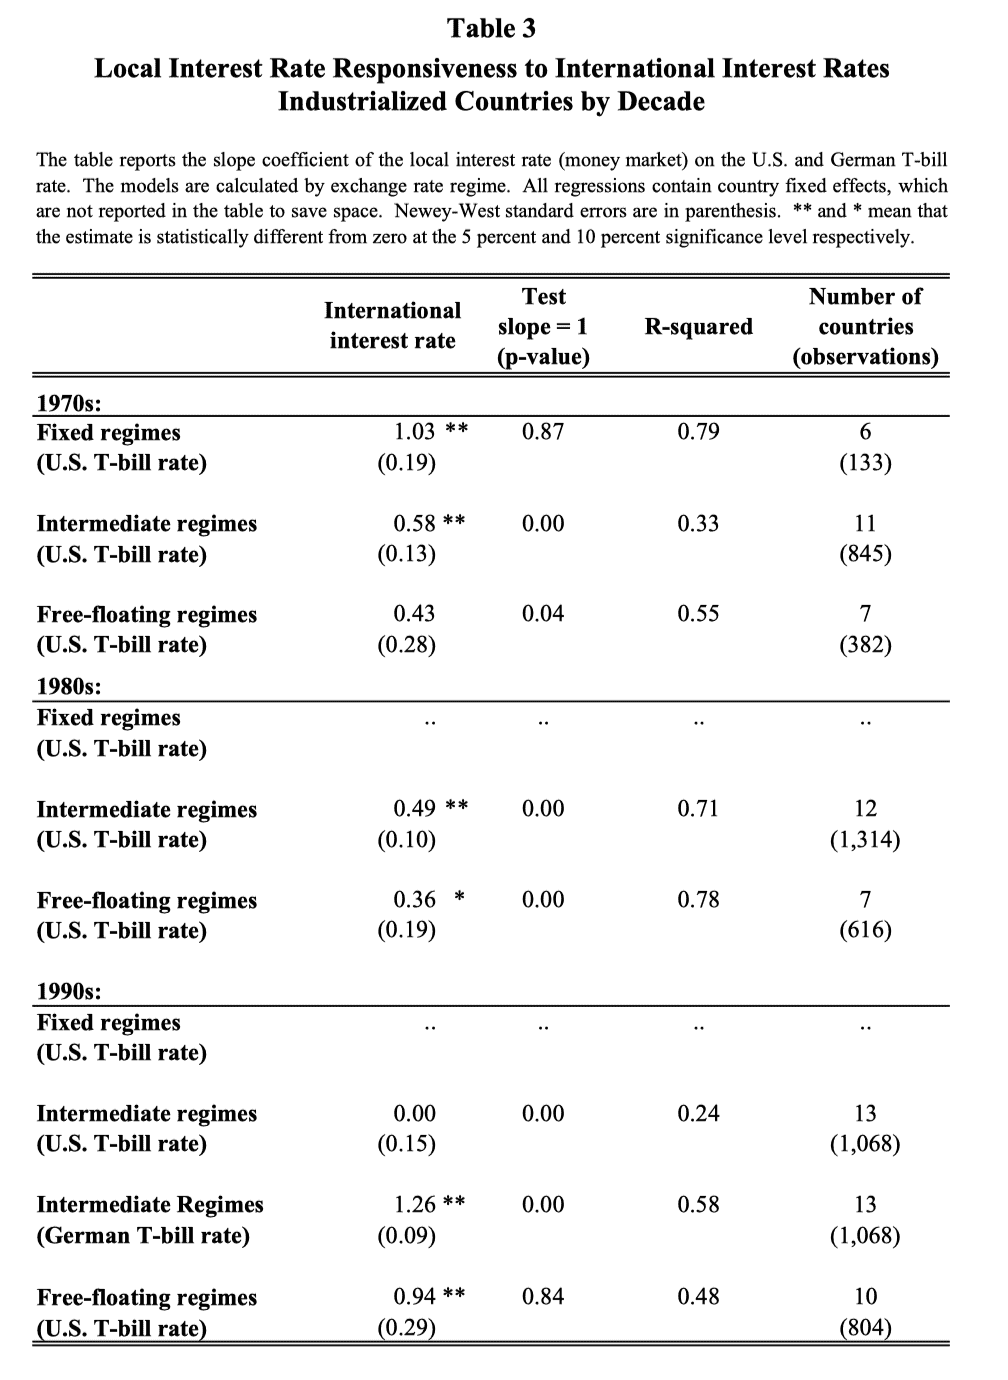 Table 3
Local Interest Rate Responsiveness to International Interest Rates
Industrialized Countries by Decade
The table reports the slope coefficient of the local interest rate (money market) on the U.S. and German T-bill
rate. The models are calculated by exchange rate regime. All regressions contain country fixed effects, which
are not reported in the table to save space. Newey-West standard errors are in parenthesis. ** and * mean that
the estimate is statistically different from zero at the 5 percent and 10 percent significance level respectively.
International interest rate
Test slope = 1 (p-value)
R-squared
Number of countries (observations)
1970s:
Fixed regimes 1.03 ** 0.87 0.79 6
(U.S. T-bill rate) (0.19) (133)
Intermediate regimes 0.58 ** 0.00 0.33 11
(U.S. T-bill rate) (0.13) (845)
Free-floating regimes 0.43 0.04 0.55 7
(U.S. T-bill rate) (0.28) (382)
1980s:
Fixed regimes .. .. .. ..
(U.S. T-bill rate)
Intermediate regimes 0.49 ** 0.00 0.71 12
(U.S. T-bill rate) (0.10) (1,314)
Free-floating regimes 0.36 * 0.00 0.78 7
(U.S. T-bill rate) (0.19) (616)
1990s:
Fixed regimes .. .. .. ..
(U.S. T-bill rate)
Intermediate regimes 0.00 0.00 0.24 13
(U.S. T-bill rate) (0.15) (1,068)
Intermediate Regimes 1.26 ** 0.00 0.58 13
(German T-bill rate) (0.09) (1,068)
Free-floating regimes 0.94 ** 0.84 0.48 10
(U.S. T-bill rate) (0.29) (804)